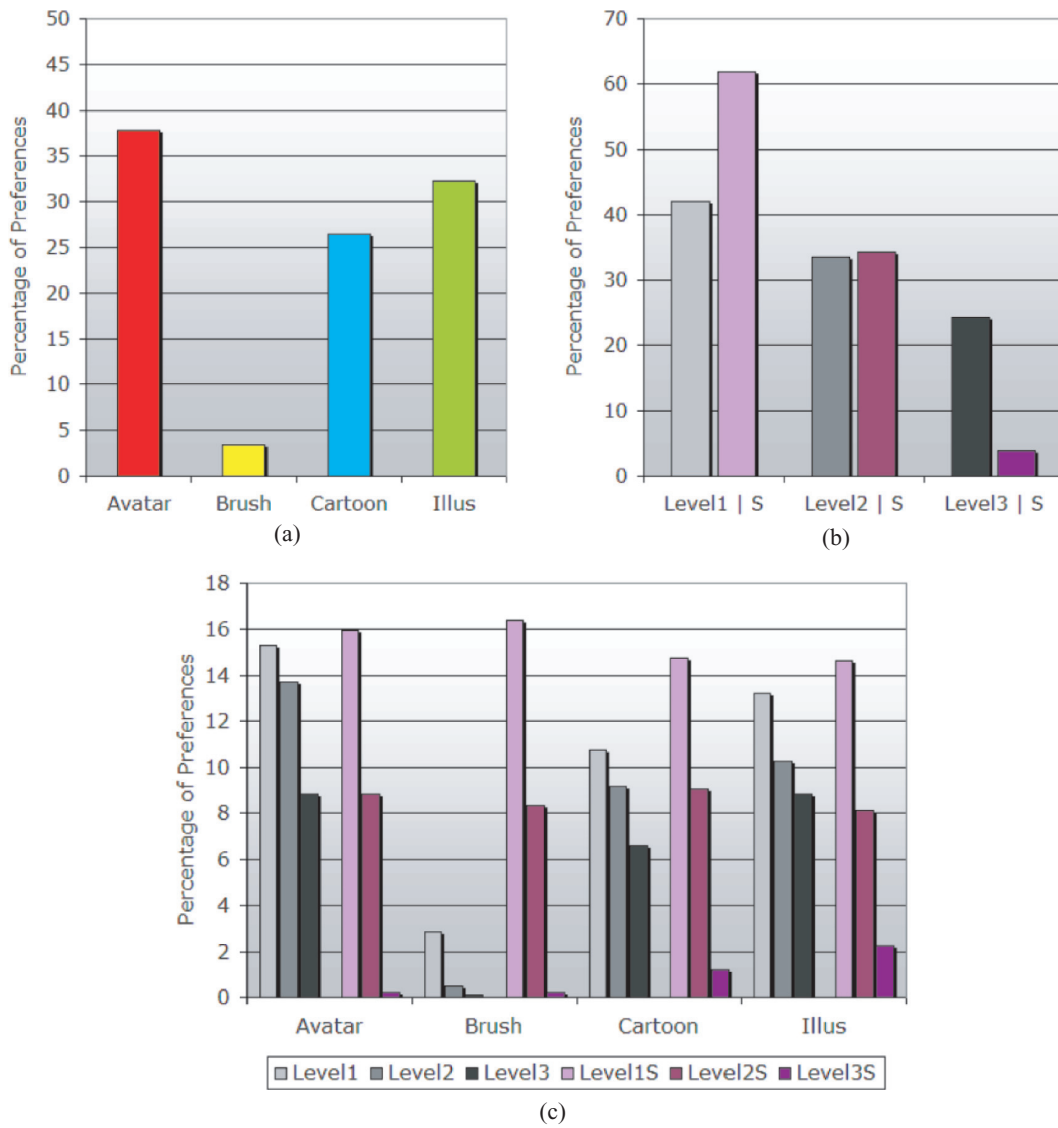 Percentage of Preferences
50
45
40
35
30
25
20
15
10
5
0
Avatar Brush Cartoon Illus
(a)
Percentage of Preferences
70
60
50
40
30
20
10
0
Level1 | S Level2 | S Level3 | S
(b)
Percentage of Preferences
18
16
14
12
10
8
6
4
2
0
Avatar Brush Cartoon Illus
Level1 Level2 Level3 Level1S Level2S Level3S
(c)